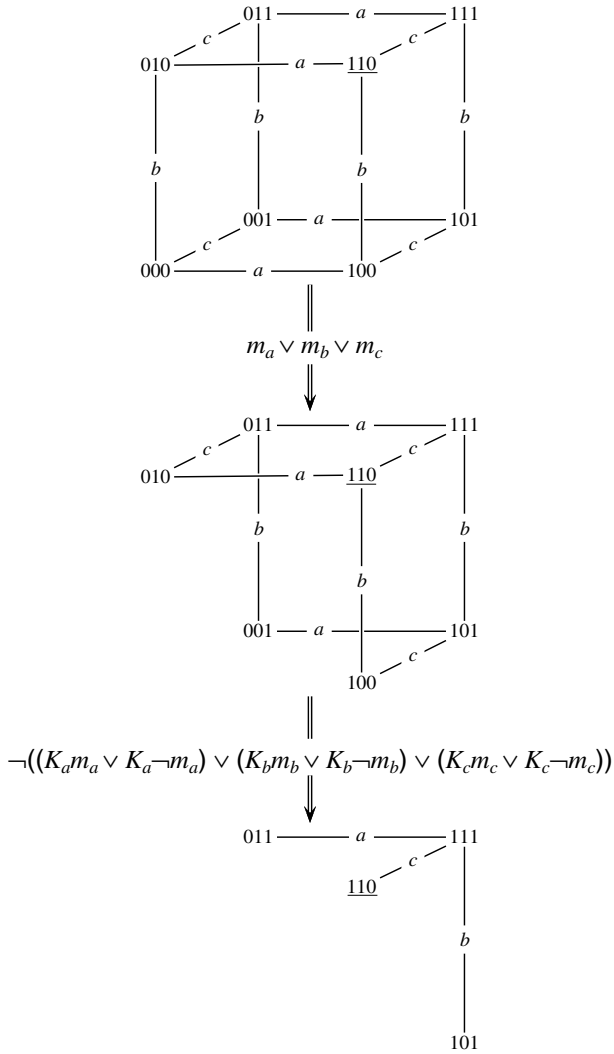 011 a 111
c c
010 a 110
b b
b b
001 a 101
c c
000 a 100
m_a ∨ m_b ∨ m_c
011 a 111
c c
010 a 110
b b
b
001 a 101
c
100
¬((K_a m_a ∨ K_a ¬m_a) ∨ (K_b m_b ∨ K_b ¬m_b) ∨ (K_c m_c ∨ K_c ¬m_c))
011 a 111
c
110
b
101